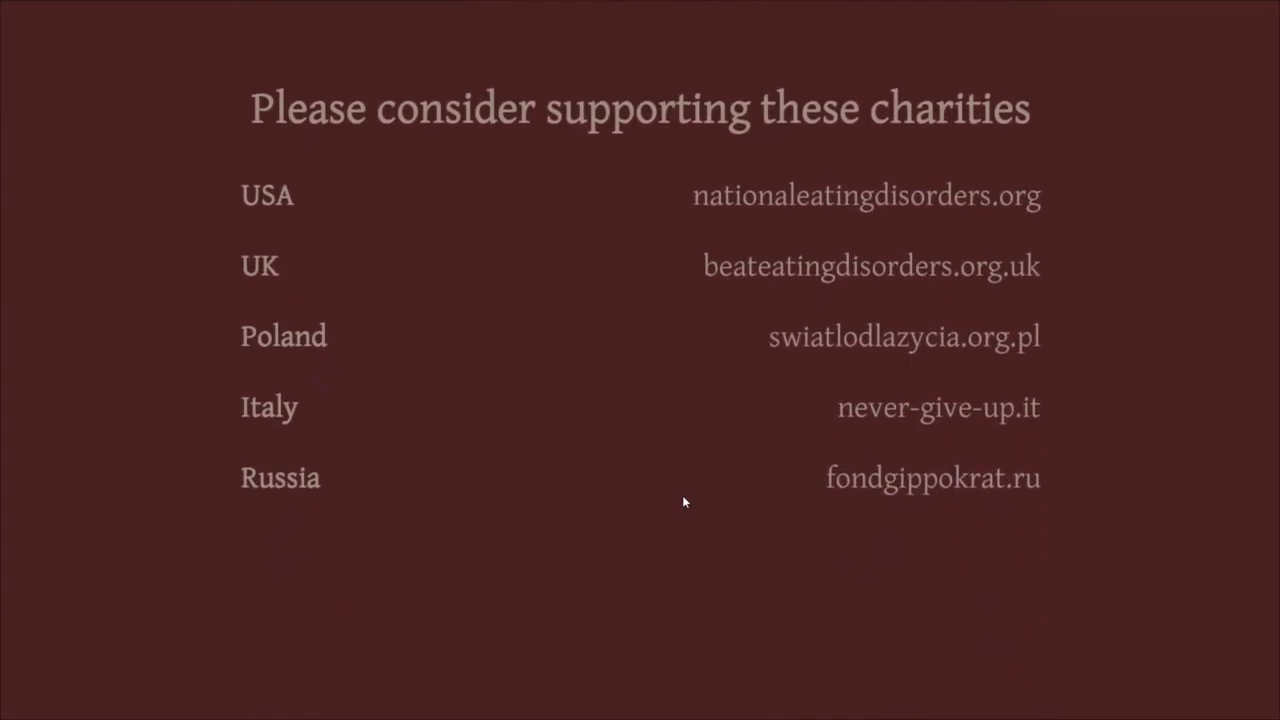 Please consider supporting these charities
USA nationaleatingdisorders.org
UK beateatingdisorders.org.uk
Poland swiatlodlazycia.org.pl
Italy never-give-up.it
Russia fondgippokrat.ru